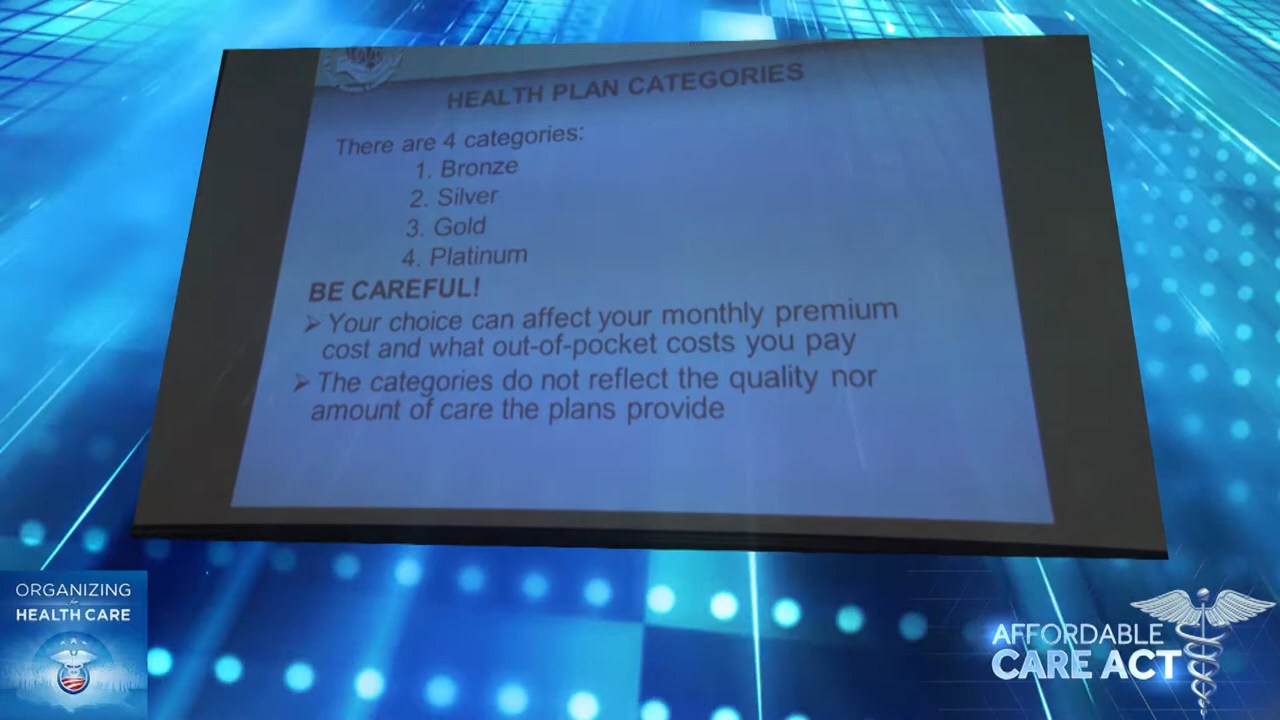 HEALTH PLAN CATEGORIES
There are 4 categories:
1. Bronze
2. Silver
3. Gold
4. Platinum
BE CAREFUL!
➢ Your choice can affect your monthly premium
cost and what out-of-pocket costs you pay
➢ The categories do not reflect the quality nor
amount of care the plans provide
ORGANIZING
for
HEALTH CARE
AFFORDABLE
CARE ACT